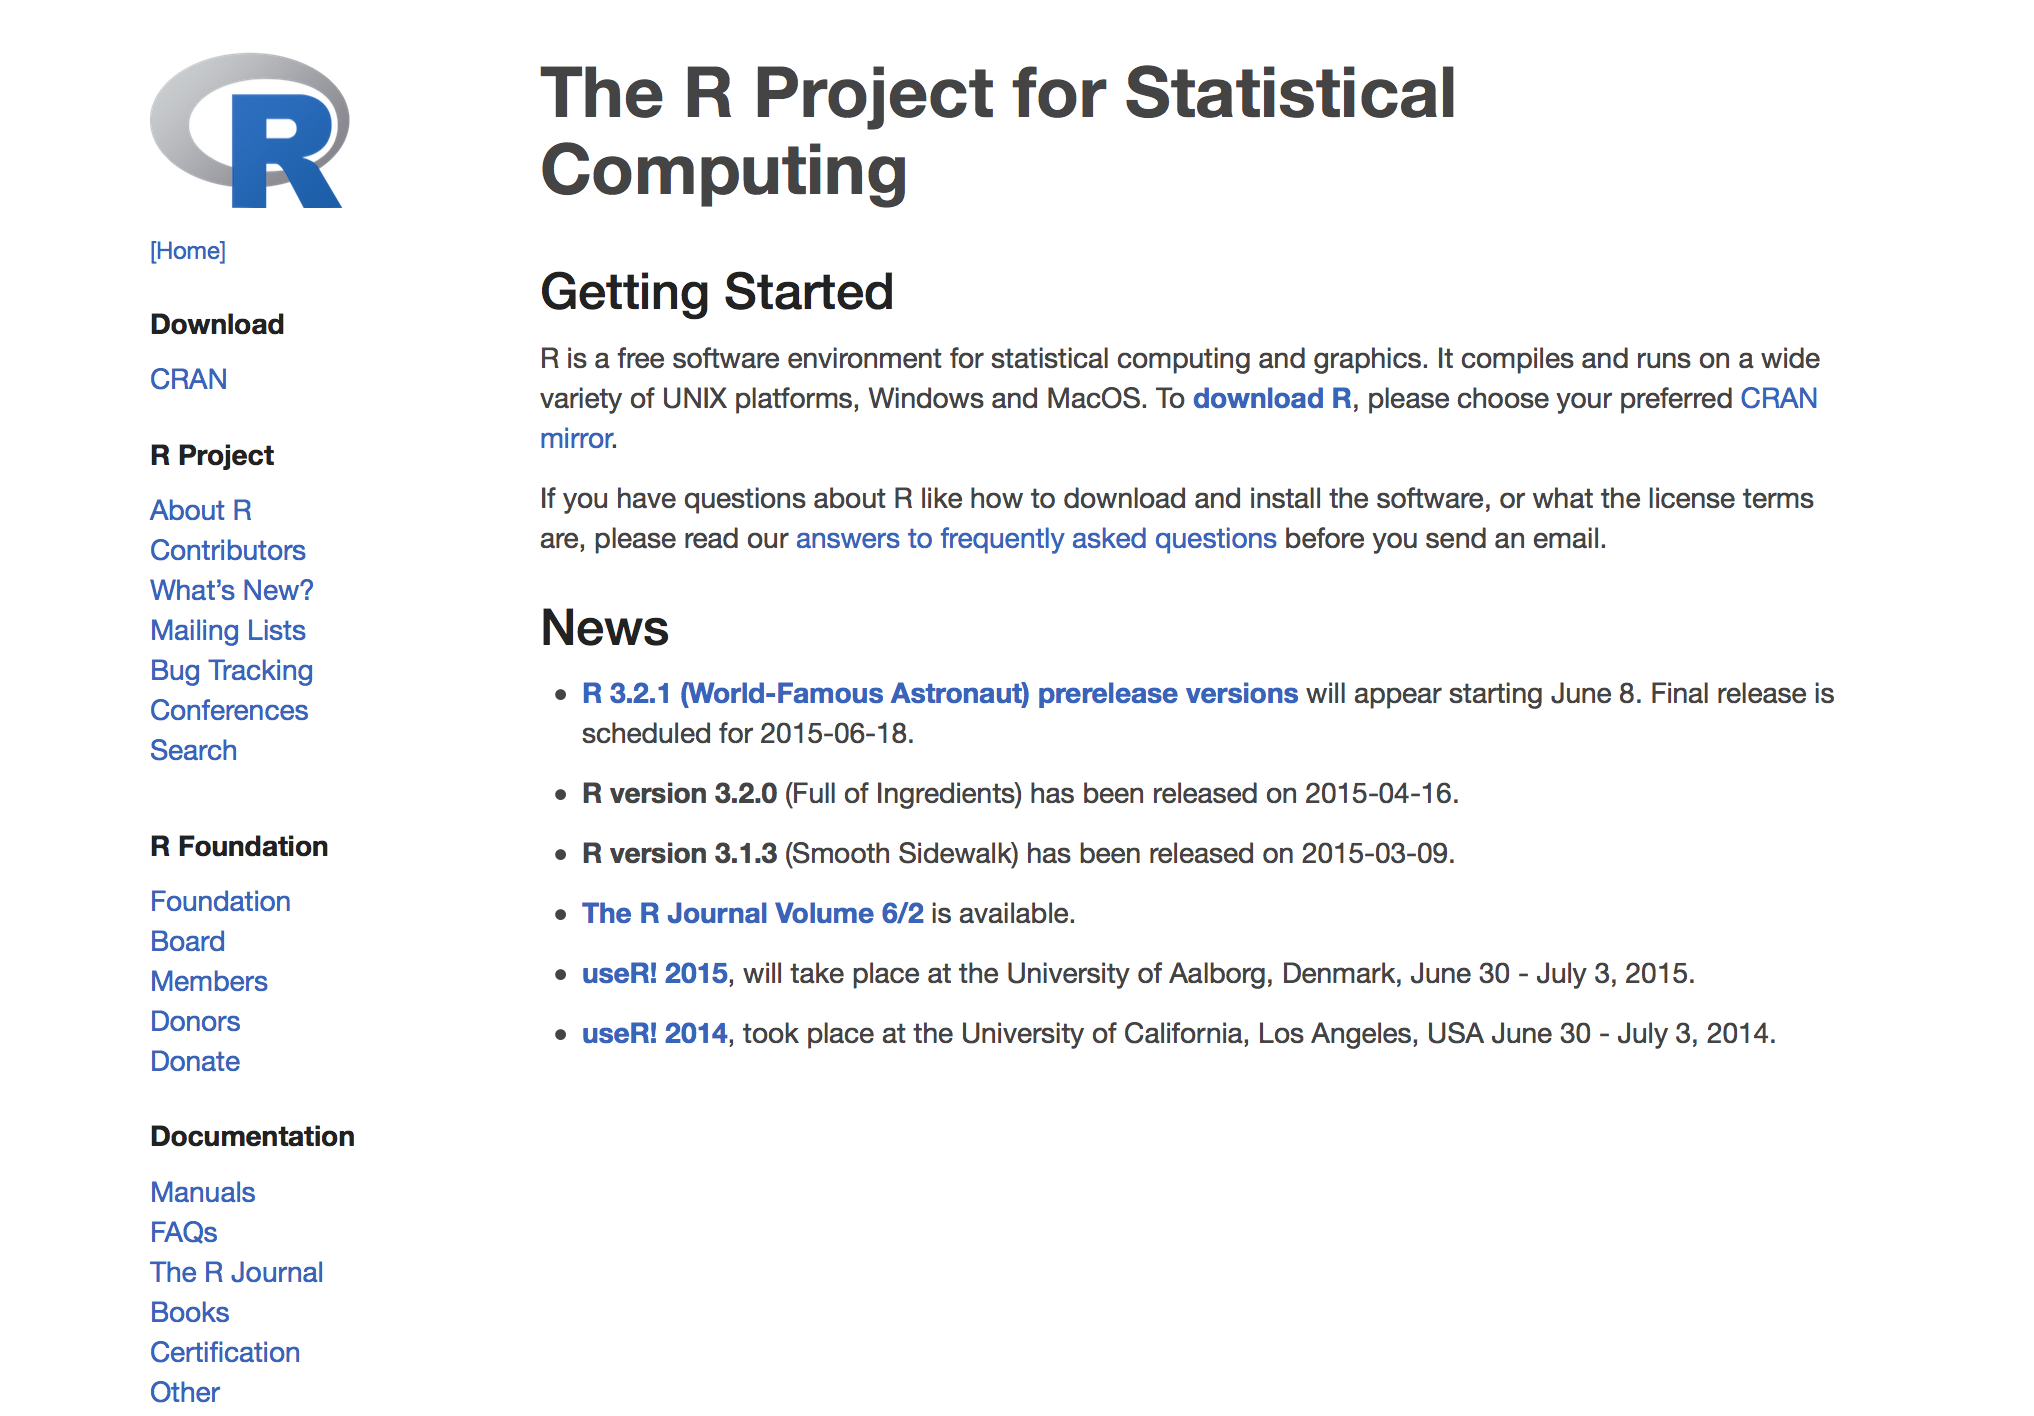 R
[Home]
Download
CRAN
R Project
About R
Contributors
What’s New?
Mailing Lists
Bug Tracking
Conferences
Search
R Foundation
Foundation
Board
Members
Donors
Donate
Documentation
Manuals
FAQs
The R Journal
Books
Certification
Other
The R Project for Statistical
Computing
Getting Started
R is a free software environment for statistical computing and graphics. It compiles and runs on a wide
variety of UNIX platforms, Windows and MacOS. To download R, please choose your preferred CRAN
mirror.
If you have questions about R like how to download and install the software, or what the license terms
are, please read our answers to frequently asked questions before you send an email.
News
• R 3.2.1 (World-Famous Astronaut) prerelease versions will appear starting June 8. Final release is
scheduled for 2015-06-18.
• R version 3.2.0 (Full of Ingredients) has been released on 2015-04-16.
• R version 3.1.3 (Smooth Sidewalk) has been released on 2015-03-09.
• The R Journal Volume 6/2 is available.
• useR! 2015, will take place at the University of Aalborg, Denmark, June 30 - July 3, 2015.
• useR! 2014, took place at the University of California, Los Angeles, USA June 30 - July 3, 2014.